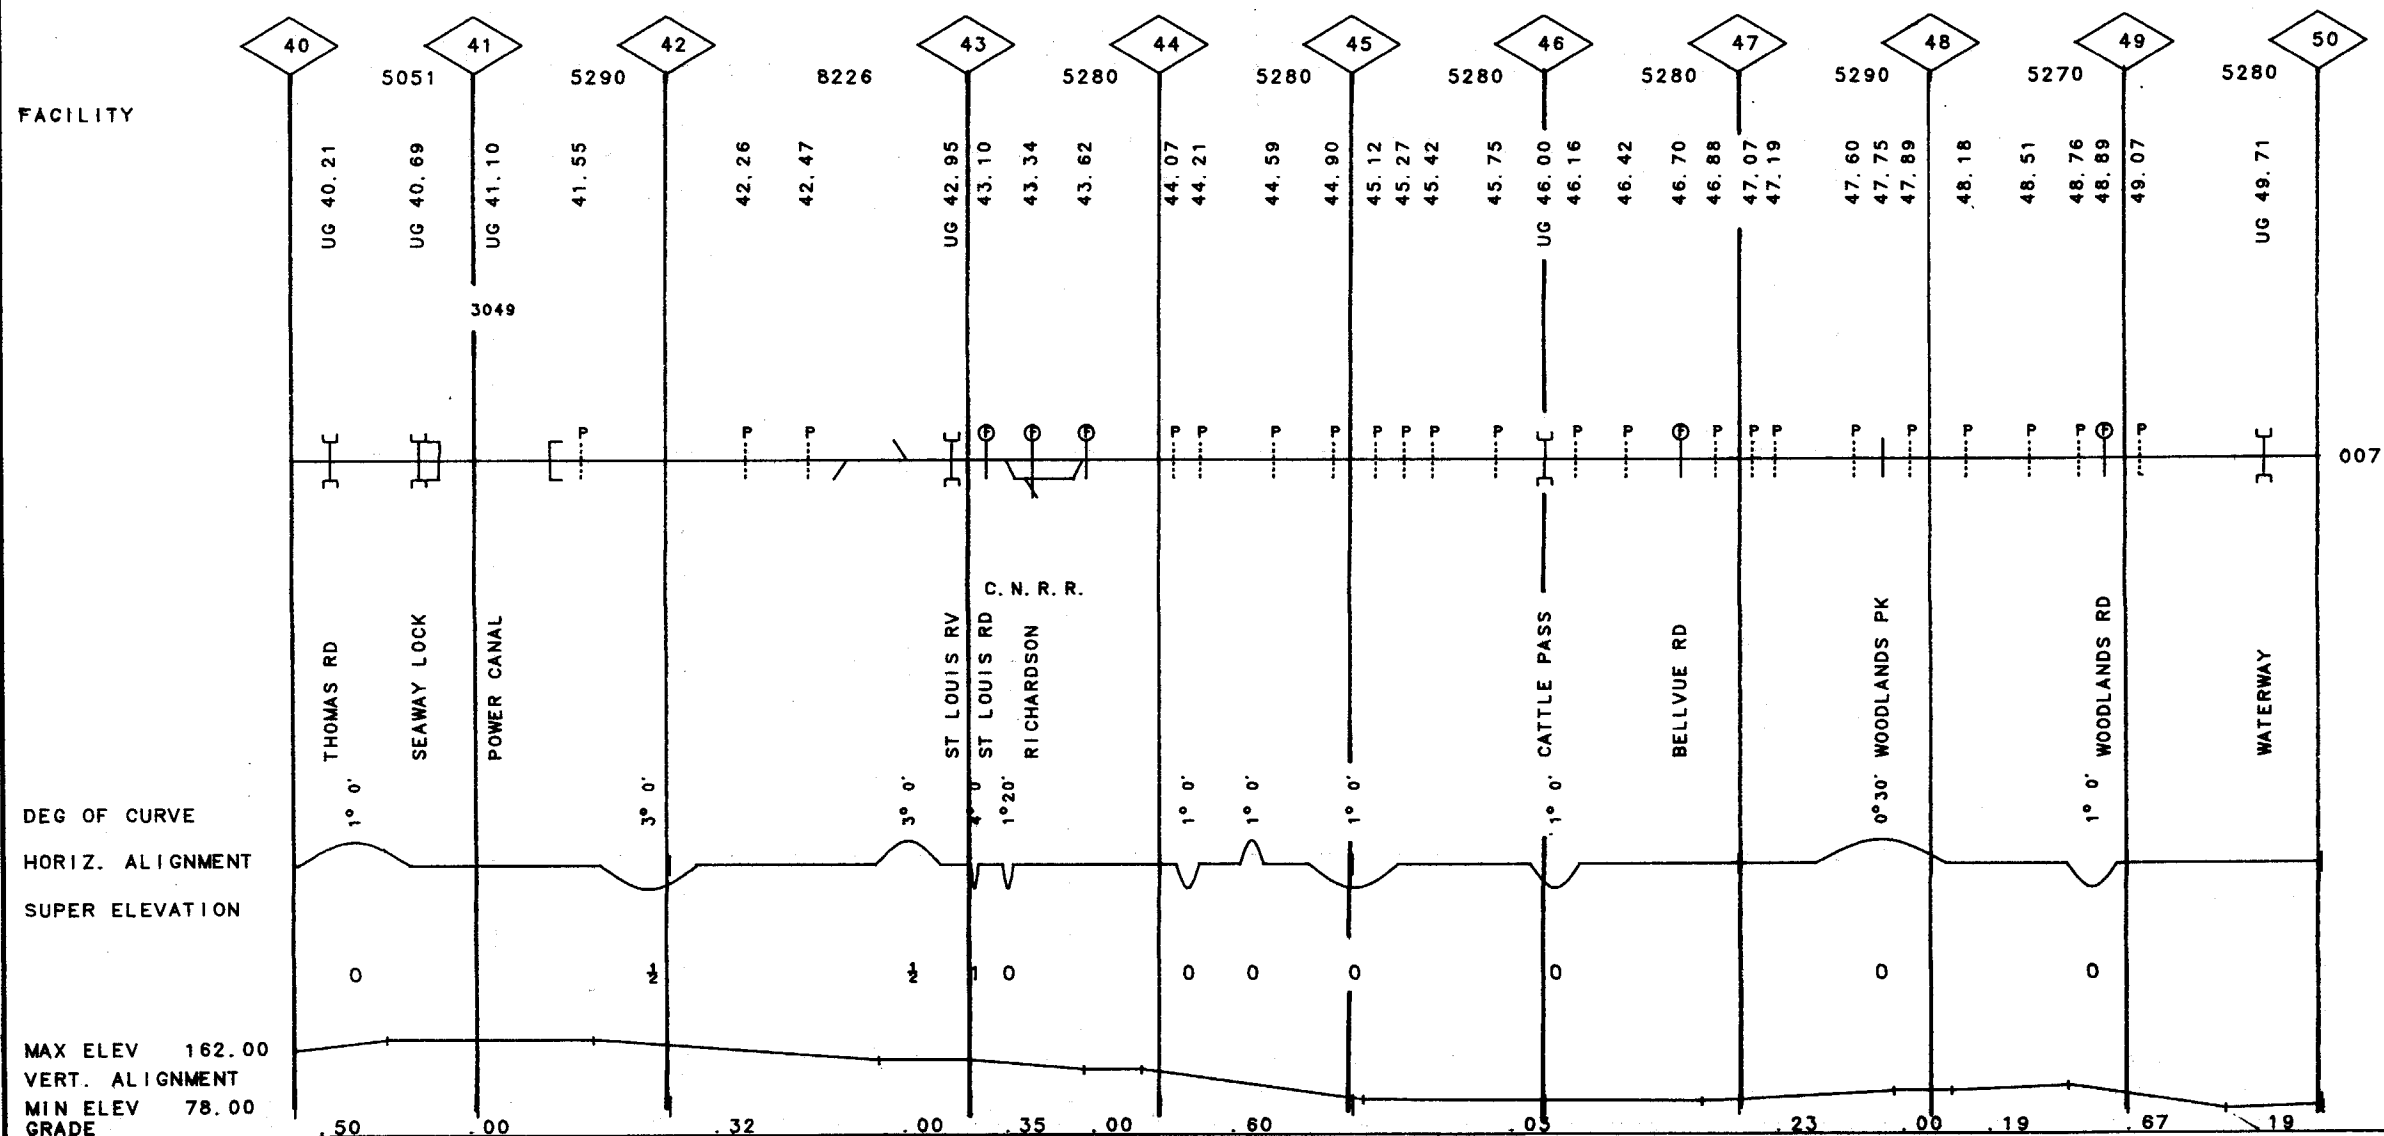 40 41 42 43 44 45 46 47 48 49 50
5051 5290 8226 5280 5280 5280 5280 5290 5270 5280
FACILITY
UG 40.21
UG 40.69
UG 41.10
41.55
42.26
42.47
UG 42.95
43.10
43.34
43.62
44.07
44.21
44.59
44.90
45.12
45.27
45.42
45.75
UG 46.00
46.16
46.42
46.70
46.88
47.07
47.19
47.60
47.75
47.89
48.18
48.51
48.76
48.89
49.07
UG 49.71
3049
P P P P P P P P P P P P P P P P P P P P P P P P P P P P
007
C.N.R.R.
THOMAS RD
SEAWAY LOCK
POWER CANAL
ST LOUIS RV
ST LOUIS RD
RICHARDSON
CATTLE PASS
BELLVUE RD
WOODLANDS PK
WOODLANDS RD
WATERWAY
DEG OF CURVE 1° 0' 3° 0' 3° 0' 4° 0' 1°20' 1° 0' 1° 0' 1° 0' 1° 0' 0°30' 1° 0'
HORIZ. ALIGNMENT
SUPER ELEVATION
0 ½ ½ 1 0 0 0 0 0 0 0
MAX ELEV 162.00
VERT. ALIGNMENT
MIN ELEV 78.00
GRADE .50 .00 .32 .00 .35 .00 .60 .05 .23 .00 .19 .67 .19